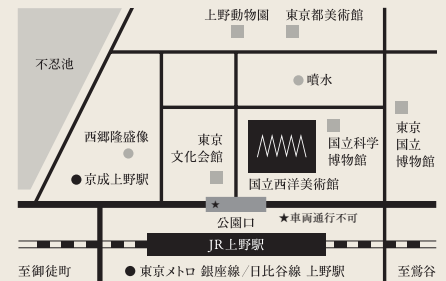 上野動物園
東京都美術館
不忍池
噴水
西郷隆盛像
東京
文化会館
国立科学
博物館
東京
国立
博物館
京成上野駅
国立西洋美術館
★
公園口
★車両通行不可
JR上野駅
至御徒町
東京メトロ 銀座線/日比谷線 上野駅
至鶯谷